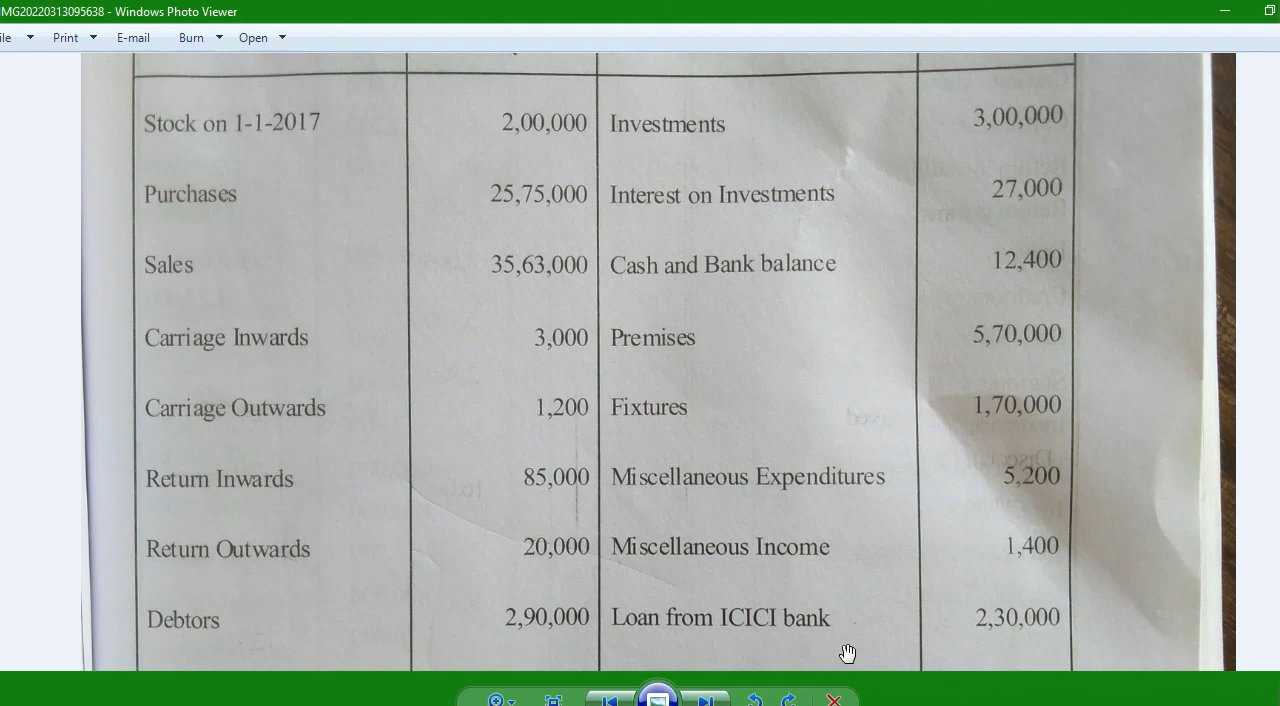 MG20220313095638 - Windows Photo Viewer
ile Print E-mail Burn Open
Stock on 1-1-2017 2,00,000 Investments 3,00,000
Purchases 25,75,000 Interest on Investments 27,000
Sales 35,63,000 Cash and Bank balance 12,400
Carriage Inwards 3,000 Premises 5,70,000
Carriage Outwards 1,200 Fixtures 1,70,000
Return Inwards 85,000 Miscellaneous Expenditures 5,200
Return Outwards 20,000 Miscellaneous Income 1,400
Debtors 2,90,000 Loan from ICICI bank 2,30,000